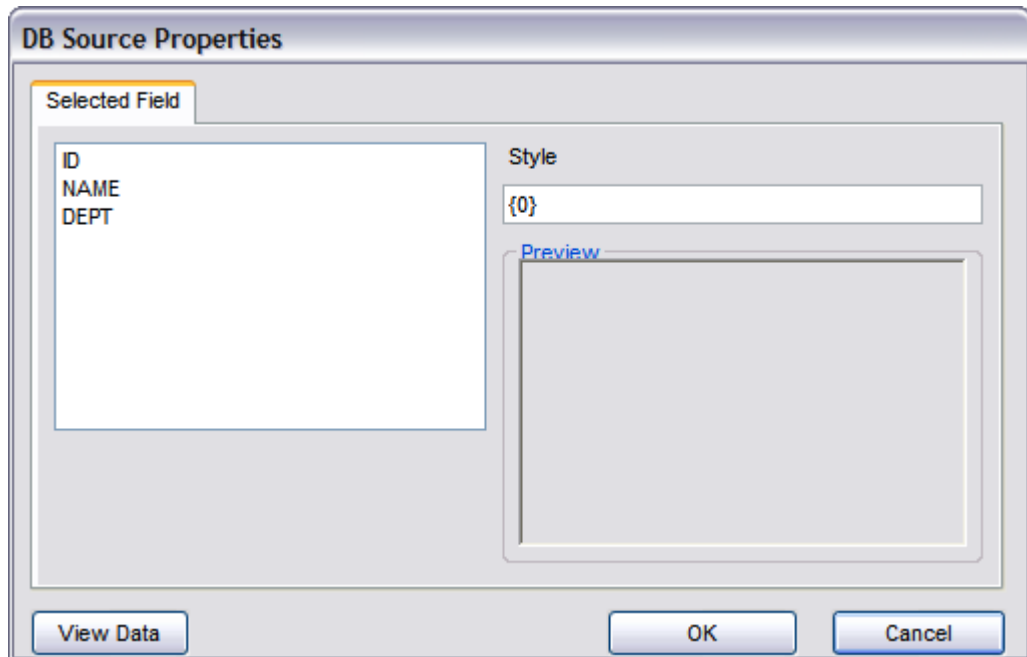 DB Source Properties
Selected Field
ID
NAME
DEPT
Style
{0}
Preview
View Data
OK
Cancel